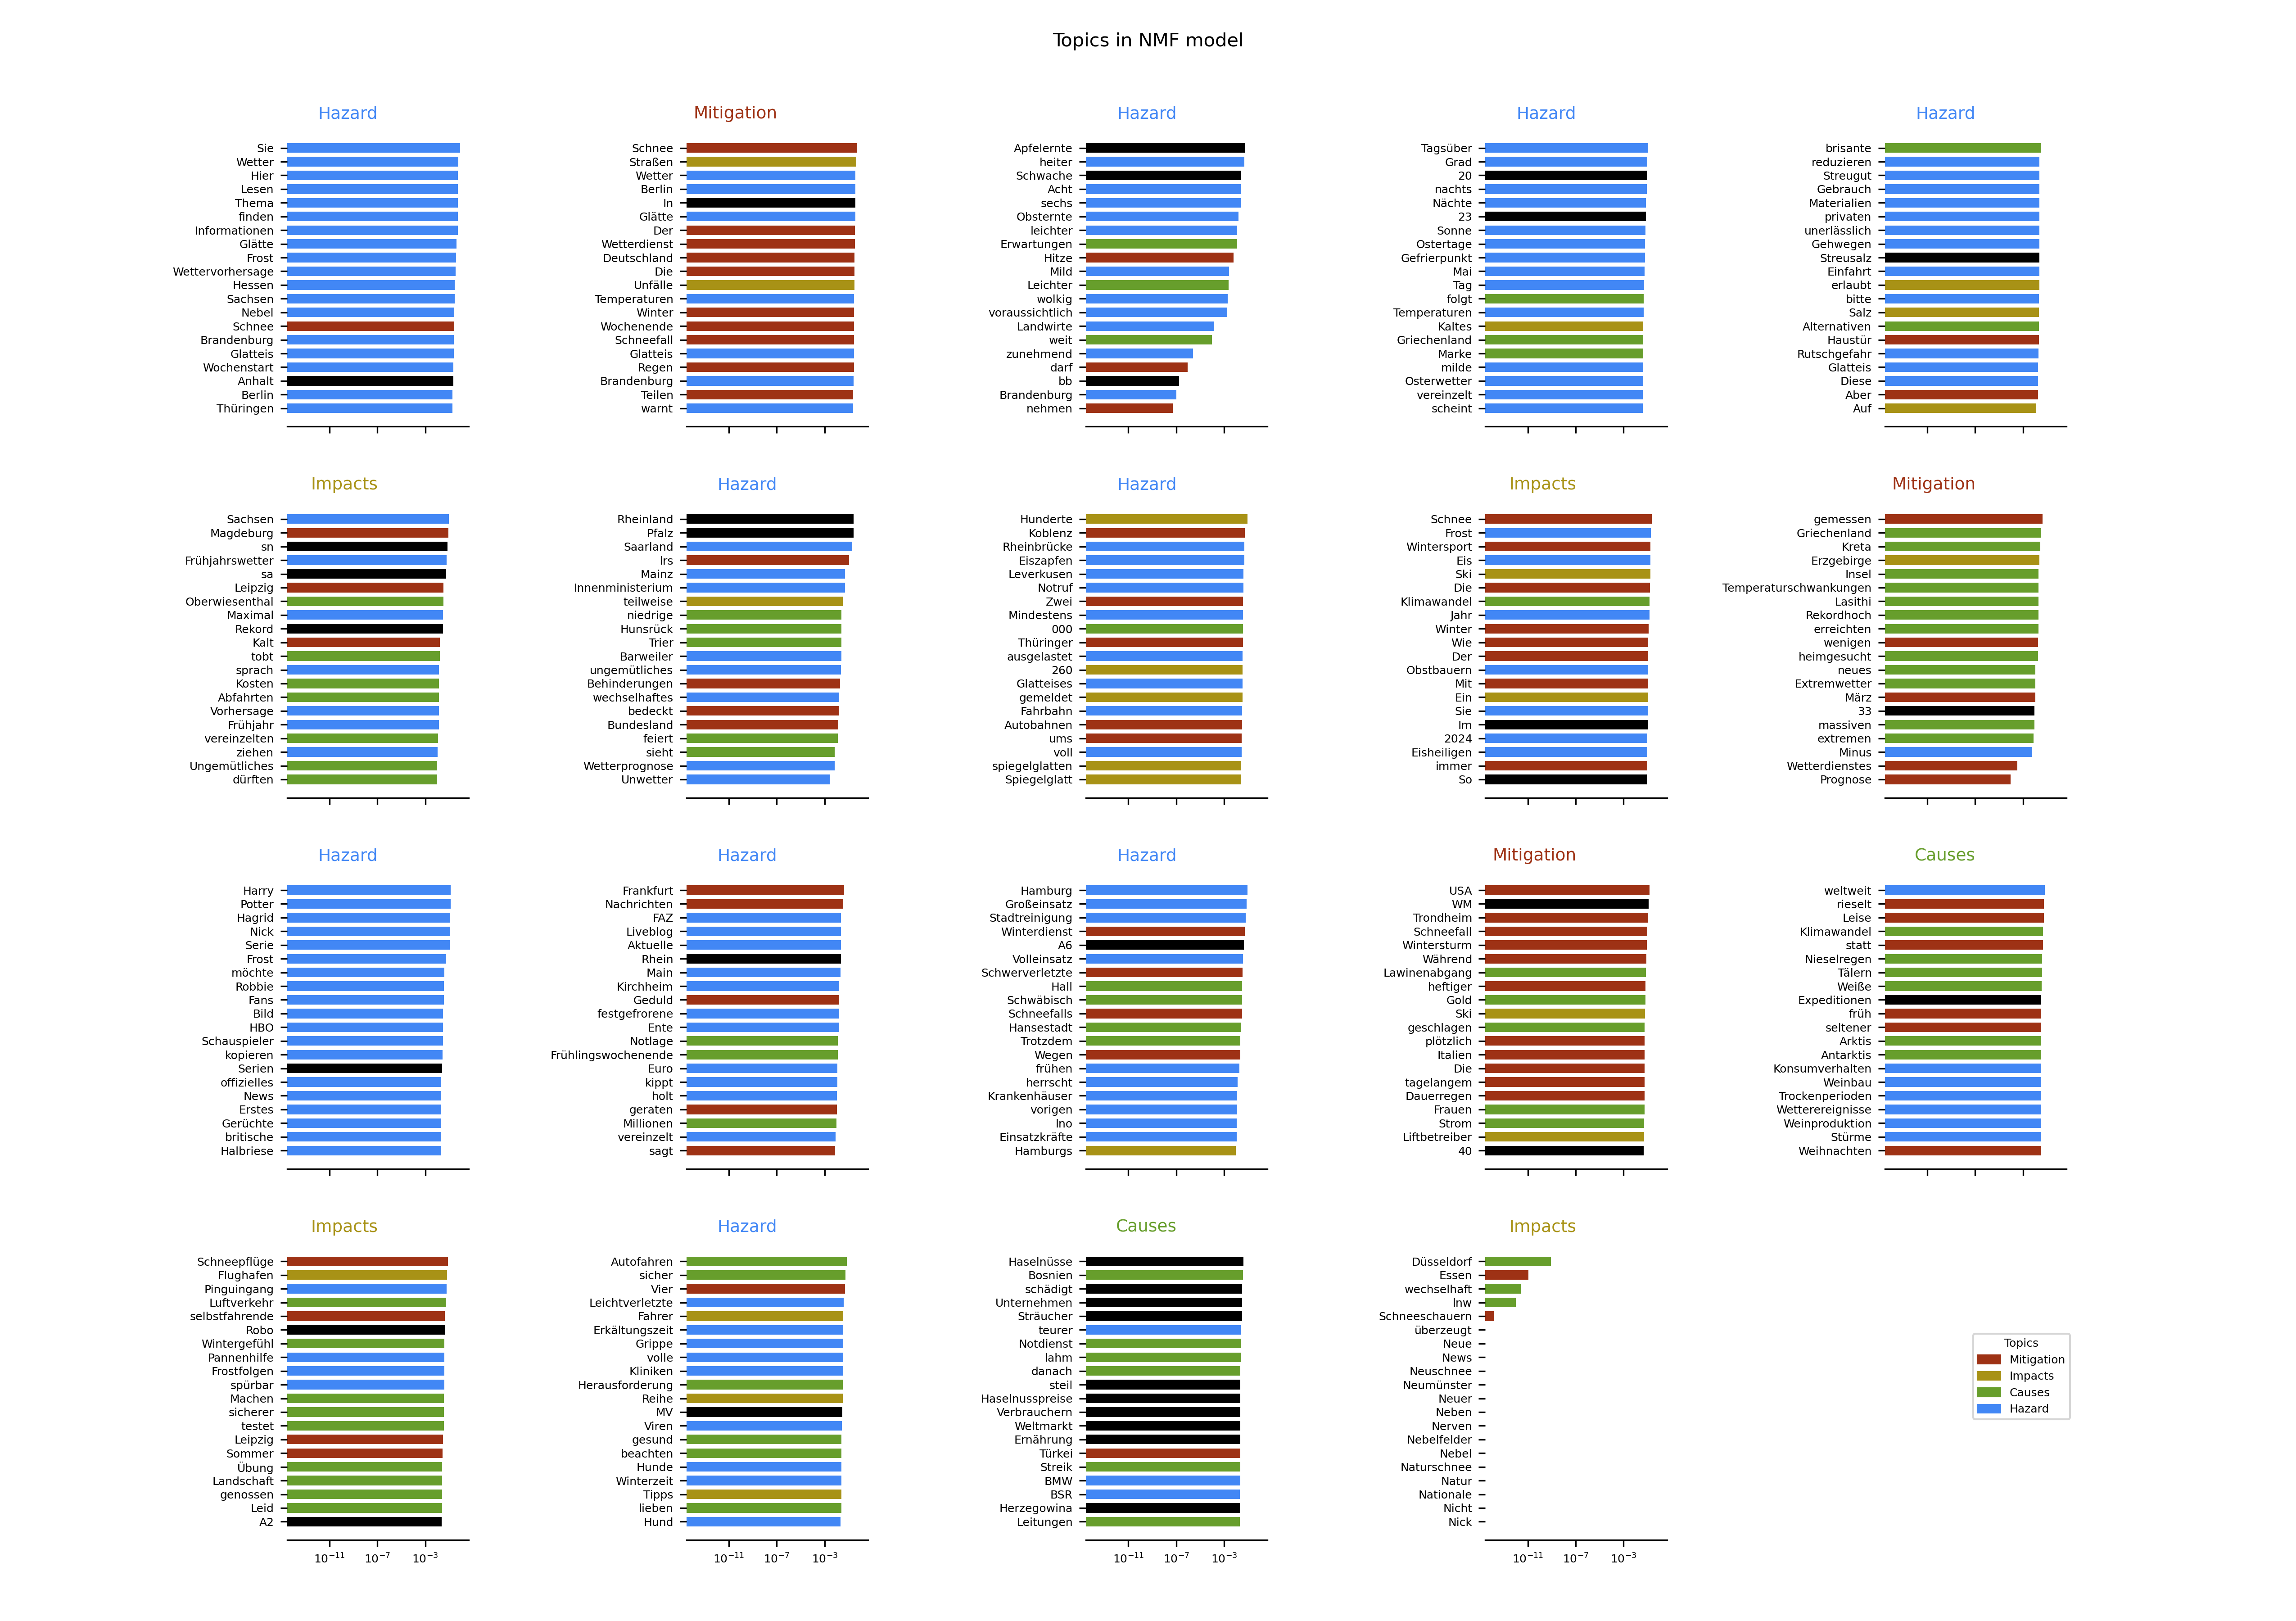 Topics in NMF model
Hazard
Sie
Wetter
Hier
Lesen
Thema
finden
Informationen
Glätte
Frost
Wettervorhersage
Hessen
Sachsen
Nebel
Schnee
Brandenburg
Glatteis
Wochenstart
Anhalt
Berlin
Thüringen
Mitigation
Schnee
Straßen
Wetter
Berlin
In
Glätte
Der
Wetterdienst
Deutschland
Die
Unfälle
Temperaturen
Winter
Wochenende
Schneefall
Glatteis
Regen
Brandenburg
Teilen
warnt
Hazard
Apfelernte
heiter
Schwache
Acht
sechs
Obsternte
leichter
Erwartungen
Hitze
Mild
Leichter
wolkig
voraussichtlich
Landwirte
weit
zunehmend
darf
bb
Brandenburg
nehmen
Hazard
Tagsüber
Grad
20
nachts
Nächte
23
Sonne
Ostertage
Gefrierpunkt
Mai
Tag
folgt
Temperaturen
Kaltes
Griechenland
Marke
milde
Osterwetter
vereinzelt
scheint
Hazard
brisante
reduzieren
Streugut
Gebrauch
Materialien
privaten
unerlässlich
Gehwegen
Streusalz
Einfahrt
erlaubt
bitte
Salz
Alternativen
Haustür
Rutschgefahr
Glatteis
Diese
Aber
Auf
Impacts
Sachsen
Magdeburg
sn
Frühjahrswetter
sa
Leipzig
Oberwiesenthal
Maximal
Rekord
Kalt
tobt
sprach
Kosten
Abfahrten
Vorhersage
Frühjahr
vereinzelten
ziehen
Ungemütliches
dürften
Hazard
Rheinland
Pfalz
Saarland
lrs
Mainz
Innenministerium
teilweise
niedrige
Hunsrück
Trier
Barweiler
ungemütliches
Behinderungen
wechselhaftes
bedeckt
Bundesland
feiert
sieht
Wetterprognose
Unwetter
Hazard
Hunderte
Koblenz
Rheinbrücke
Eiszapfen
Leverkusen
Notruf
Zwei
Mindestens
000
Thüringer
ausgelastet
260
Glatteises
gemeldet
Fahrbahn
Autobahnen
ums
voll
spiegelglatten
Spiegelglatt
Impacts
Schnee
Frost
Wintersport
Eis
Ski
Die
Klimawandel
Jahr
Winter
Wie
Der
Obstbauern
Mit
Ein
Sie
Im
2024
Eisheiligen
immer
So
Mitigation
gemessen
Griechenland
Kreta
Erzgebirge
Insel
Temperaturschwankungen
Lasithi
Rekordhoch
erreichten
wenigen
heimgesucht
neues
Extremwetter
März
33
massiven
extremen
Minus
Wetterdienstes
Prognose
Hazard
Harry
Potter
Hagrid
Nick
Serie
Frost
möchte
Robbie
Fans
Bild
HBO
Schauspieler
kopieren
Serien
offizielles
News
Erstes
Gerüchte
britische
Halbriese
Hazard
Frankfurt
Nachrichten
FAZ
Liveblog
Aktuelle
Rhein
Main
Kirchheim
Geduld
festgefrorene
Ente
Notlage
Frühlingswochenende
Euro
kippt
holt
geraten
Millionen
vereinzelt
sagt
Hazard
Hamburg
Großeinsatz
Stadtreinigung
Winterdienst
A6
Volleinsatz
Schwerverletzte
Hall
Schwäbisch
Schneefalls
Hansestadt
Trotzdem
Wegen
frühen
herrscht
Krankenhäuser
vorigen
lno
Einsatzkräfte
Hamburgs
Mitigation
USA
WM
Trondheim
Schneefall
Wintersturm
Während
Lawinenabgang
heftiger
Gold
Ski
geschlagen
plötzlich
Italien
Die
tagelangem
Dauerregen
Frauen
Strom
Liftbetreiber
40
Causes
weltweit
rieselt
Leise
Klimawandel
statt
Nieselregen
Tälern
Weiße
Expeditionen
früh
seltener
Arktis
Antarktis
Konsumverhalten
Weinbau
Trockenperioden
Wetterereignisse
Weinproduktion
Stürme
Weihnachten
Impacts
Schneepflüge
Flughafen
Pinguingang
Luftverkehr
selbstfahrende
Robo
Wintergefühl
Pannenhilfe
Frostfolgen
spürbar
Machen
sicherer
testet
Leipzig
Sommer
Übung
Landschaft
genossen
Leid
A2
10⁻¹¹ 10⁻⁷ 10⁻³
Hazard
Autofahren
sicher
Vier
Leichtverletzte
Fahrer
Erkältungszeit
Grippe
volle
Kliniken
Herausforderung
Reihe
MV
Viren
gesund
beachten
Hunde
Winterzeit
Tipps
lieben
Hund
10⁻¹¹ 10⁻⁷ 10⁻³
Causes
Haselnüsse
Bosnien
schädigt
Unternehmen
Sträucher
teurer
Notdienst
lahm
danach
steil
Haselnusspreise
Verbrauchern
Weltmarkt
Ernährung
Türkei
Streik
BMW
BSR
Herzegowina
Leitungen
10⁻¹¹ 10⁻⁷ 10⁻³
Impacts
Düsseldorf
Essen
wechselhaft
lnw
Schneeschauern
überzeugt
Neue
News
Neuschnee
Neumünster
Neuer
Neben
Nerven
Nebelfelder
Nebel
Naturschnee
Natur
Nationale
Nicht
Nick
10⁻¹¹ 10⁻⁷ 10⁻³
Topics
Mitigation
Impacts
Causes
Hazard